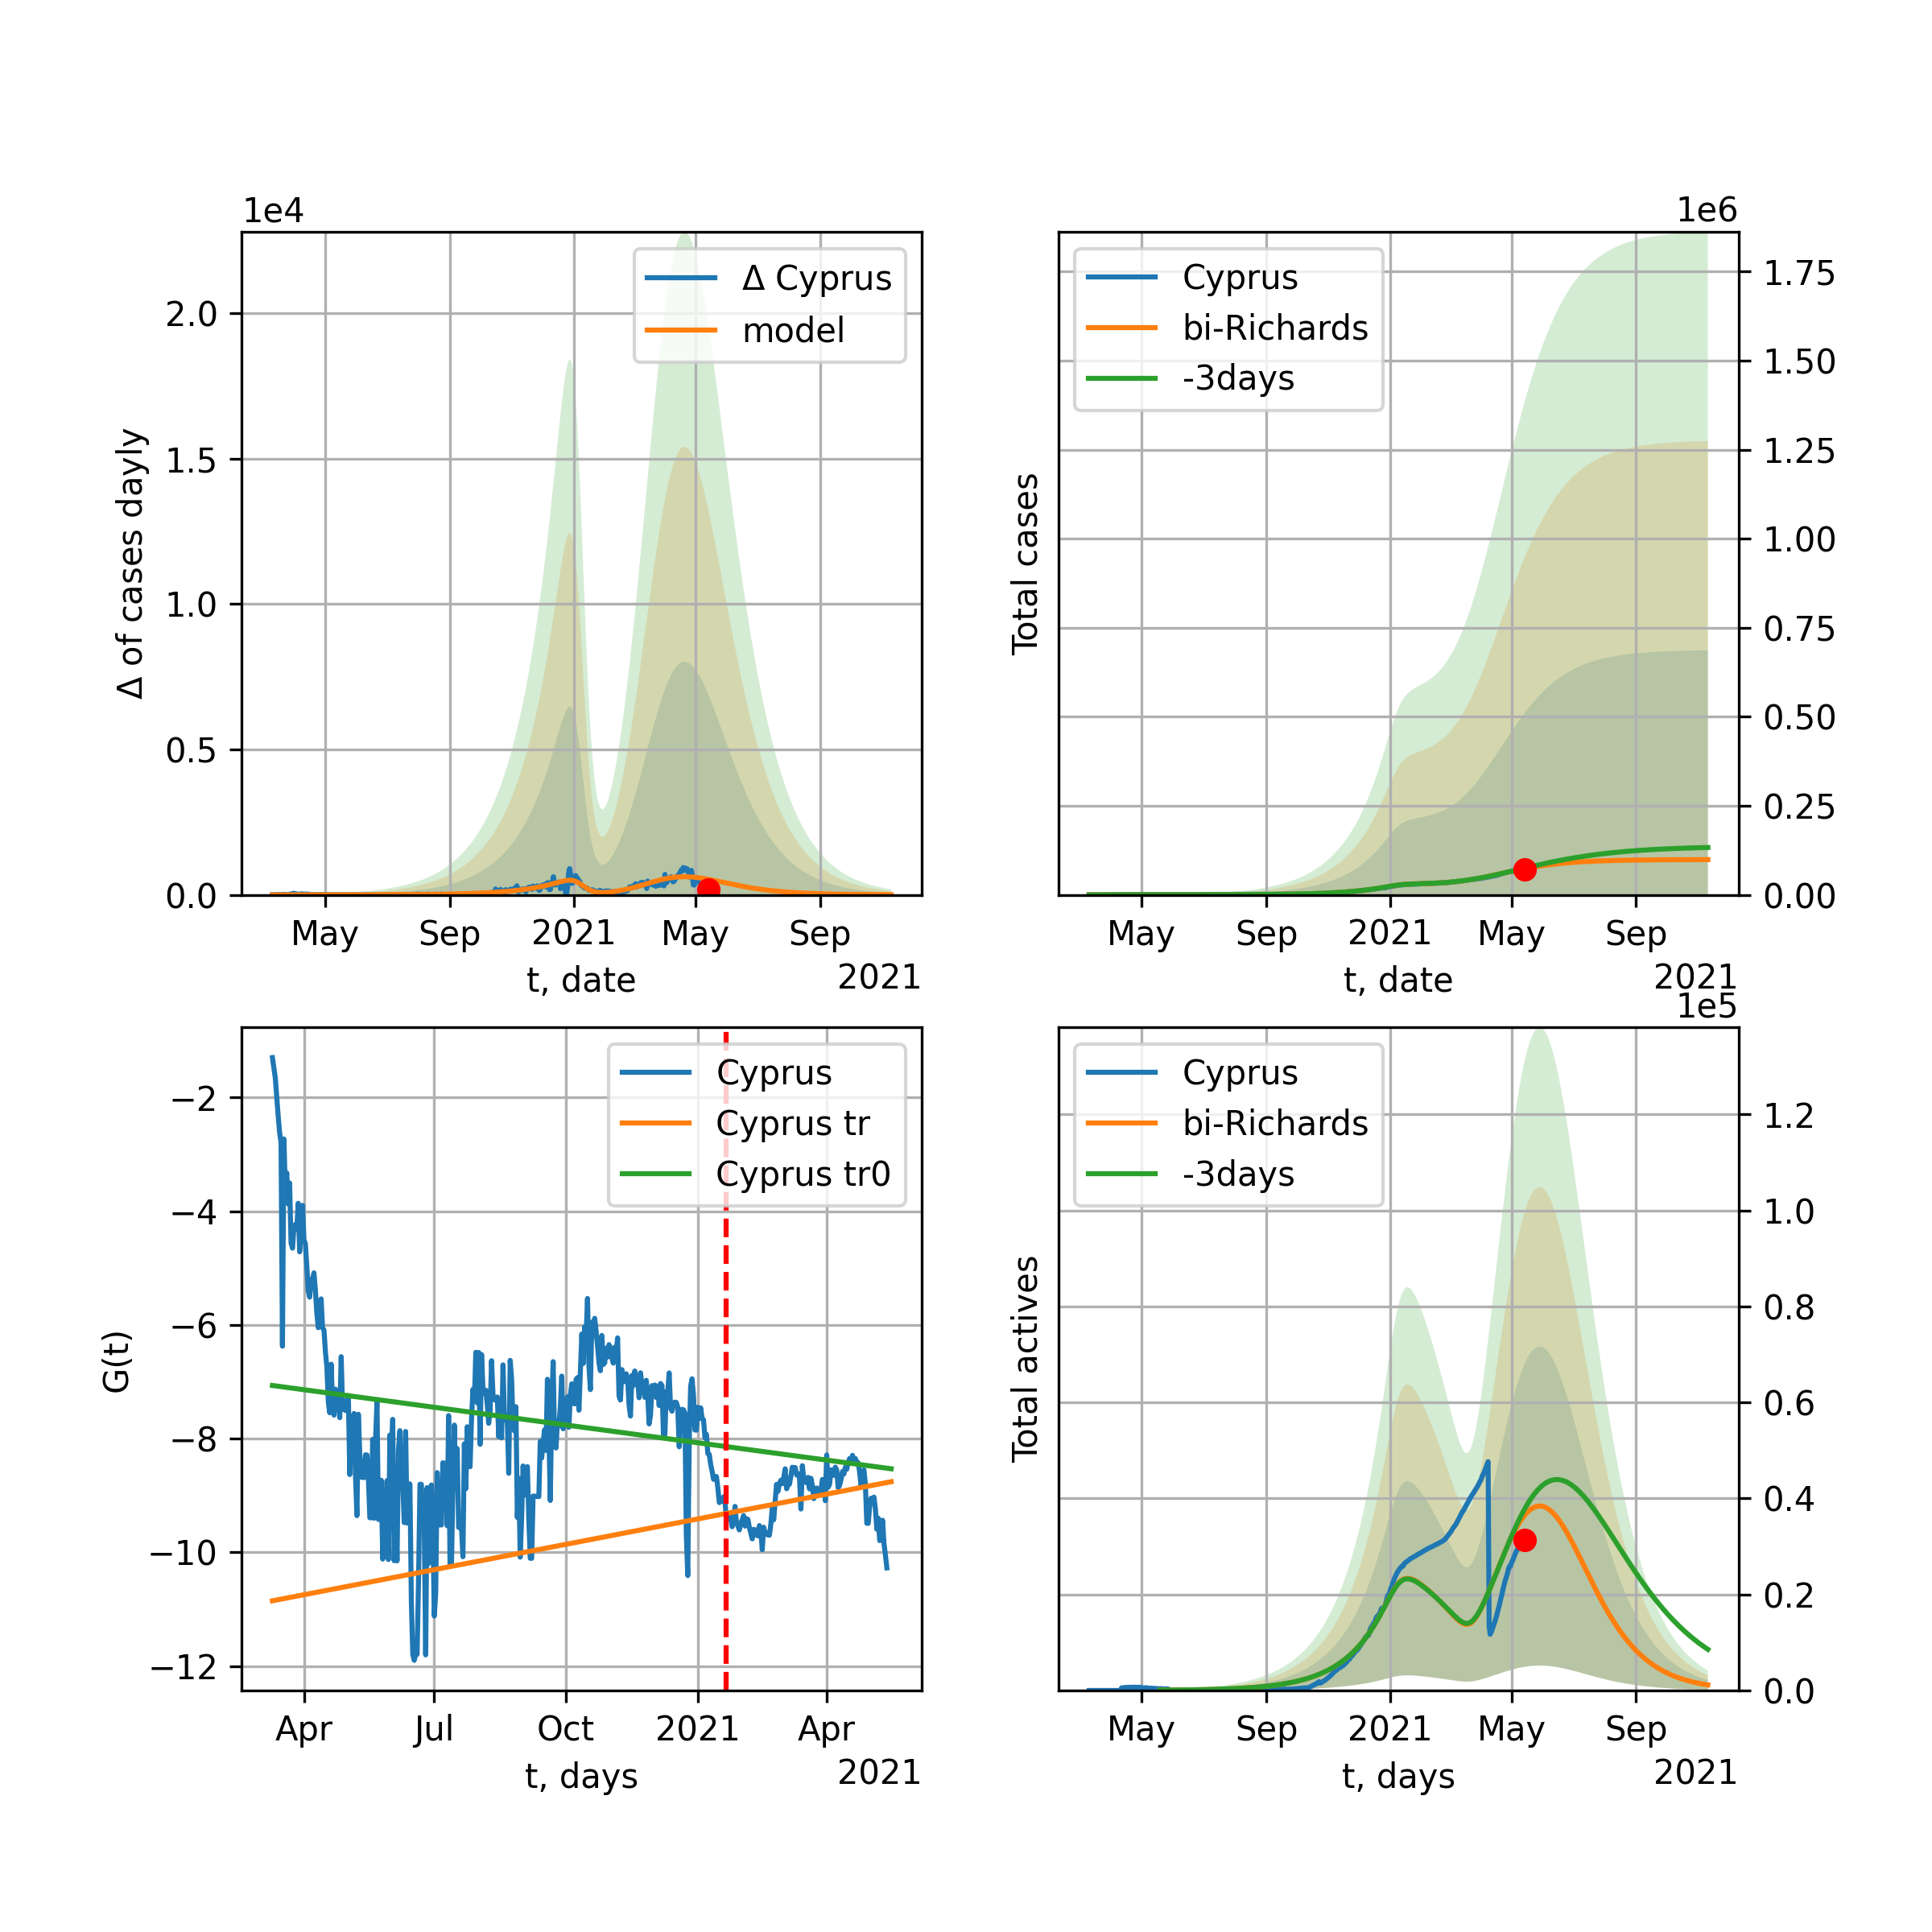 1e4
Δ of cases dayly
2.0
1.5
1.0
0.5
0.0
Δ Cyprus
model
May Sep 2021 May Sep
t, date
2021
1e6
Total cases
Cyprus
bi-Richards
-3days
1.75
1.50
1.25
1.00
0.75
0.50
0.25
0.00
May Sep 2021 May Sep
t, date
2021
G(t)
−2
−4
−6
−8
−10
−12
Cyprus
Cyprus tr
Cyprus tr0
Apr Jul Oct 2021 Apr
t, days
2021
1e5
Total actives
Cyprus
bi-Richards
-3days
1.2
1.0
0.8
0.6
0.4
0.2
0.0
May Sep 2021 May Sep
t, days
2021